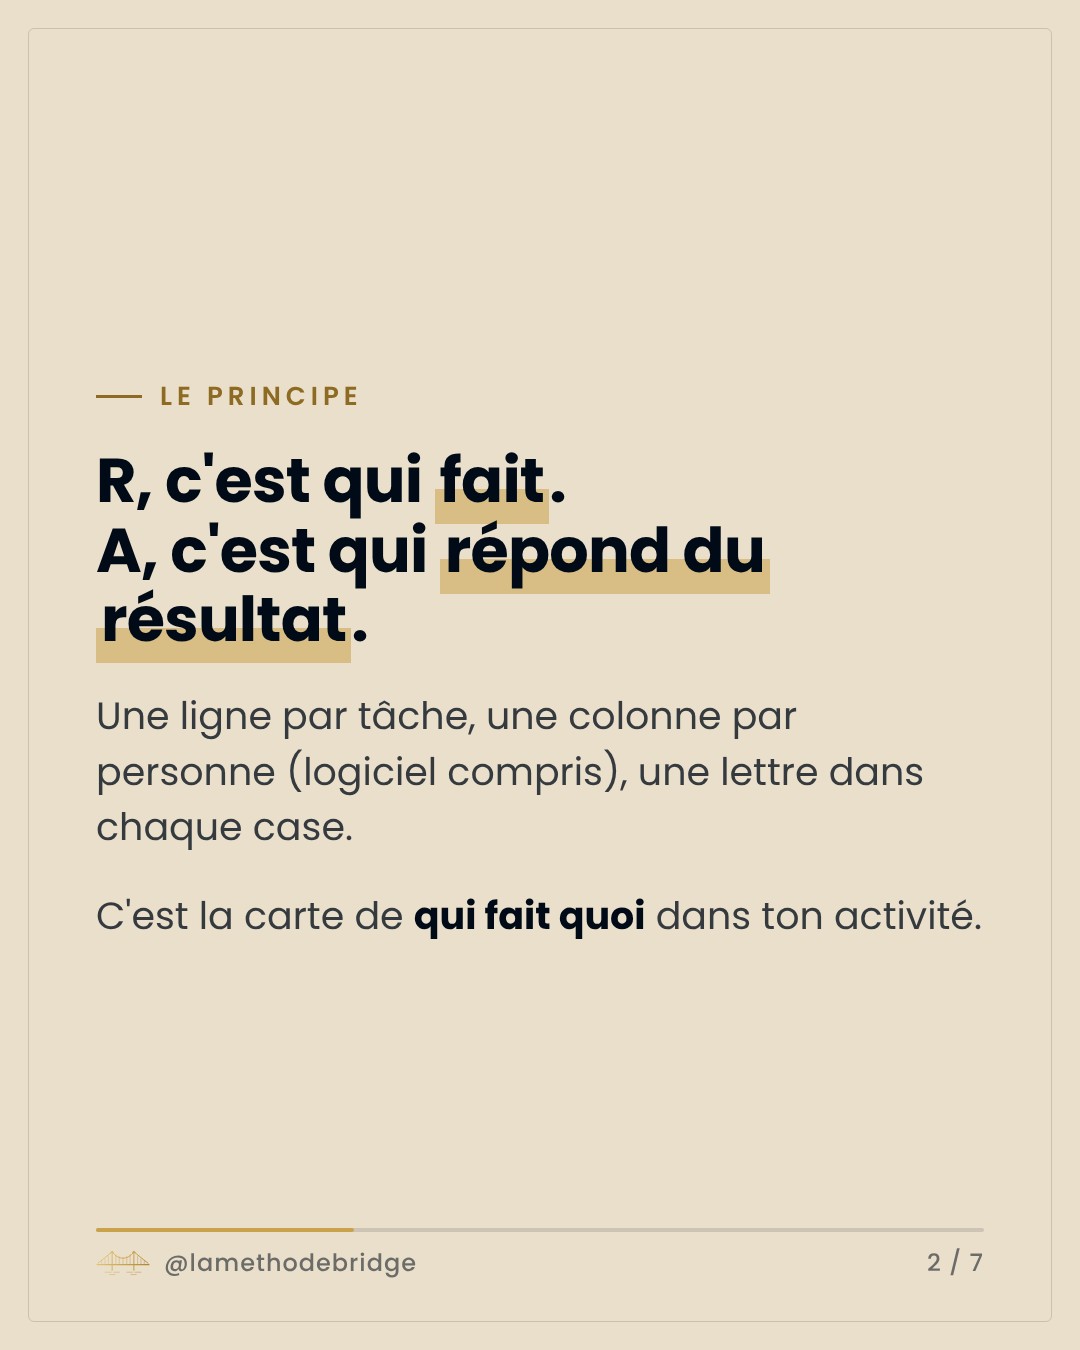 LE PRINCIPE
R, c'est qui fait.
A, c'est qui répond du
résultat.
Une ligne par tâche, une colonne par
personne (logiciel compris), une lettre dans
chaque case.
C'est la carte de qui fait quoi dans ton activité.
@lamethodebridge
2 / 7